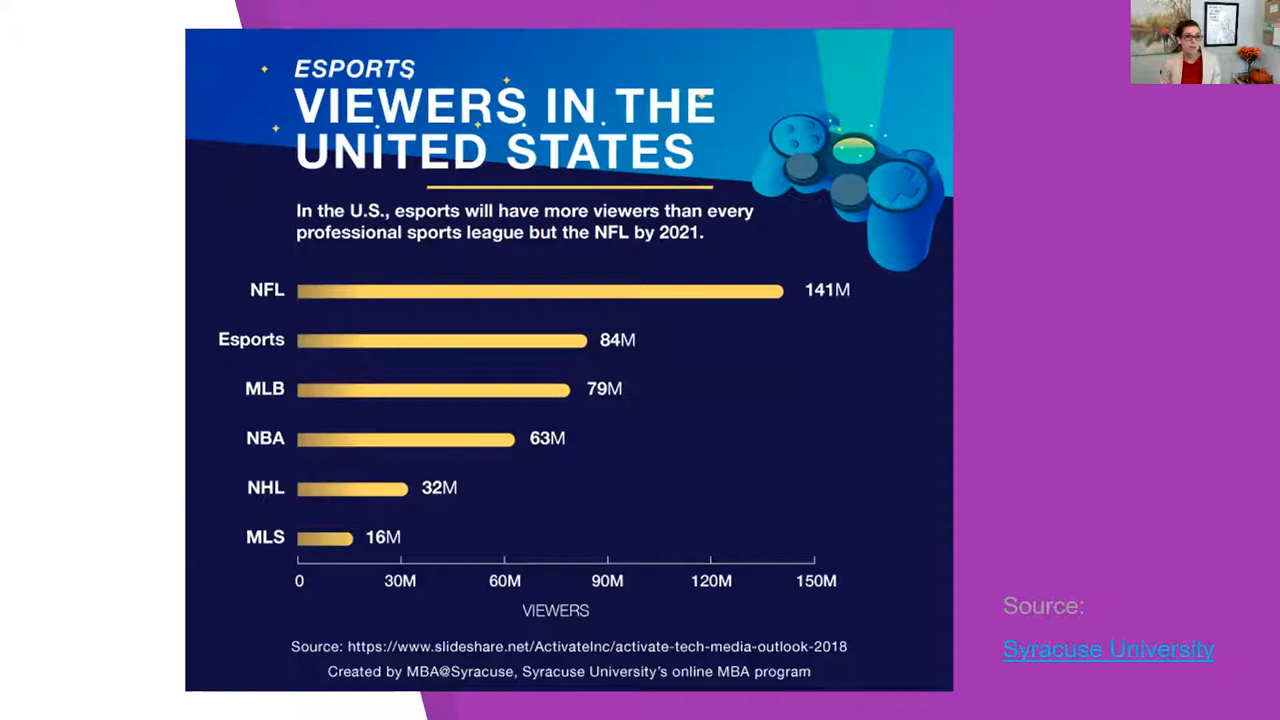 ESPORTS
VIEWERS IN THE
UNITED STATES
In the U.S., esports will have more viewers than every
professional sports league but the NFL by 2021.
NFL 141M
Esports 84M
MLB 79M
NBA 63M
NHL 32M
MLS 16M
0 30M 60M 90M 120M 150M
VIEWERS
Source: https://www.slideshare.net/ActivateInc/activate-tech-media-outlook-2018
Created by MBA@Syracuse, Syracuse University's online MBA program
Source:
Syracuse University